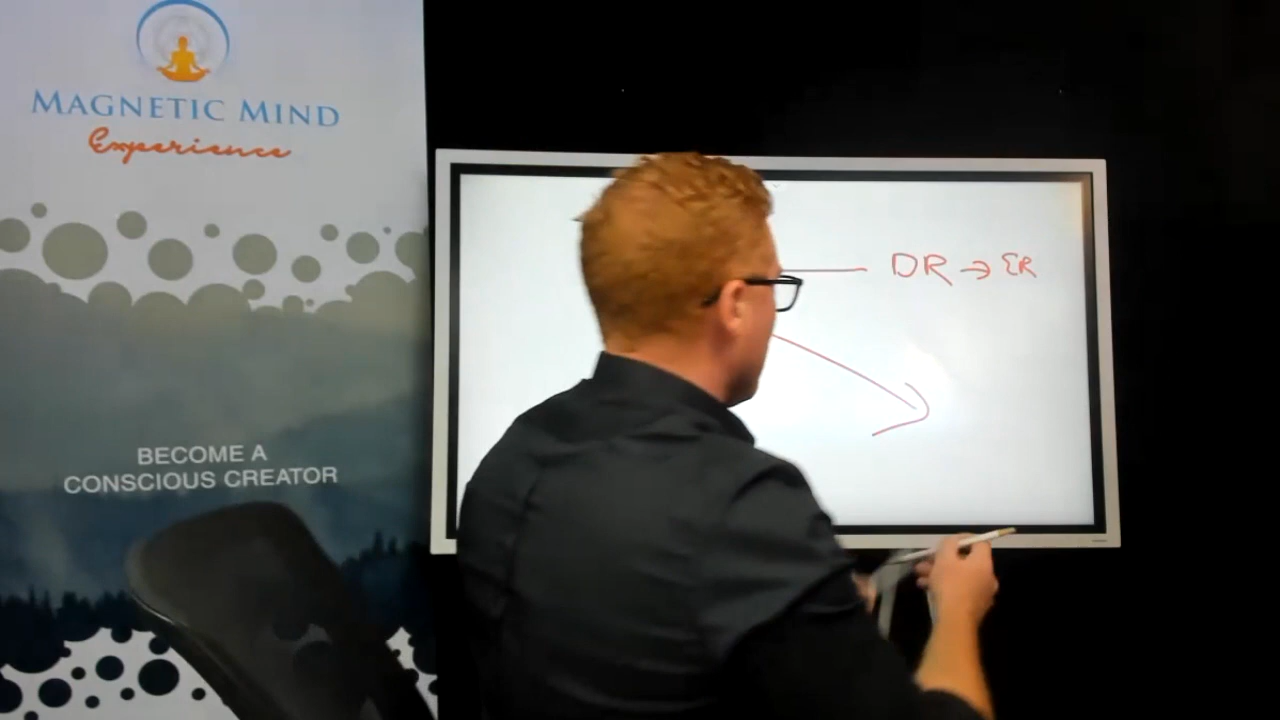 MAGNETIC MIND
Experience
BECOME A
CONSCIOUS CREATOR
DR → ER